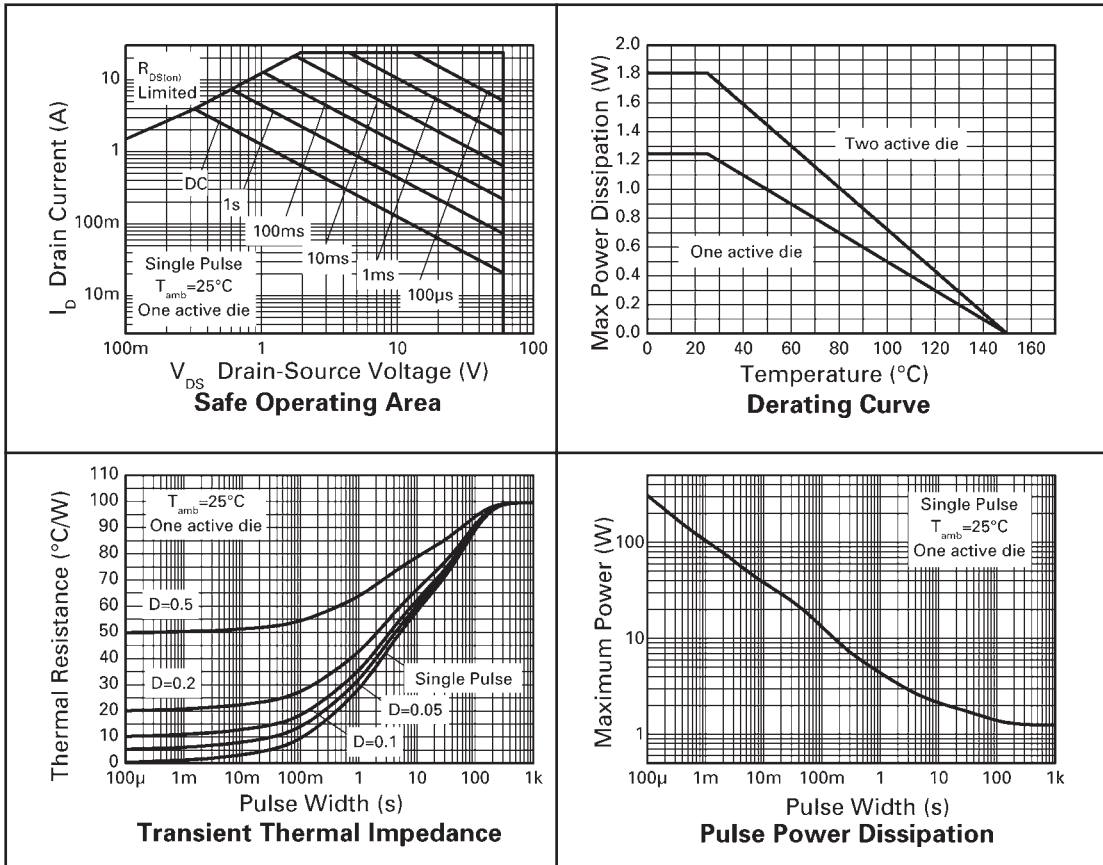 R DS(on)
Limited
DC
1s
100ms
10ms
1ms
100µs
Single Pulse
T amb =25°C
One active die
10
1
100m
10m
100m
1
10
100
I D Drain Current (A)
V DS Drain-Source Voltage (V)
Safe Operating Area
2.0
1.8
1.6
1.4
1.2
1.0
0.8
0.6
0.4
0.2
0.0
Two active die
One active die
0
20
40
60
80
100
120
140
160
Max Power Dissipation (W)
Temperature (°C)
Derating Curve
110
100
90
80
70
60
50
40
30
20
10
0
T amb =25°C
One active die
D=0.5
D=0.2
Single Pulse
D=0.05
D=0.1
100µ
1m
10m
100m
1
10
100
1k
Thermal Resistance (°C/W)
Pulse Width (s)
Transient Thermal Impedance
100
10
1
Single Pulse
T amb =25°C
One active die
100µ
1m
10m
100m
1
10
100
1k
Maximum Power (W)
Pulse Width (s)
Pulse Power Dissipation